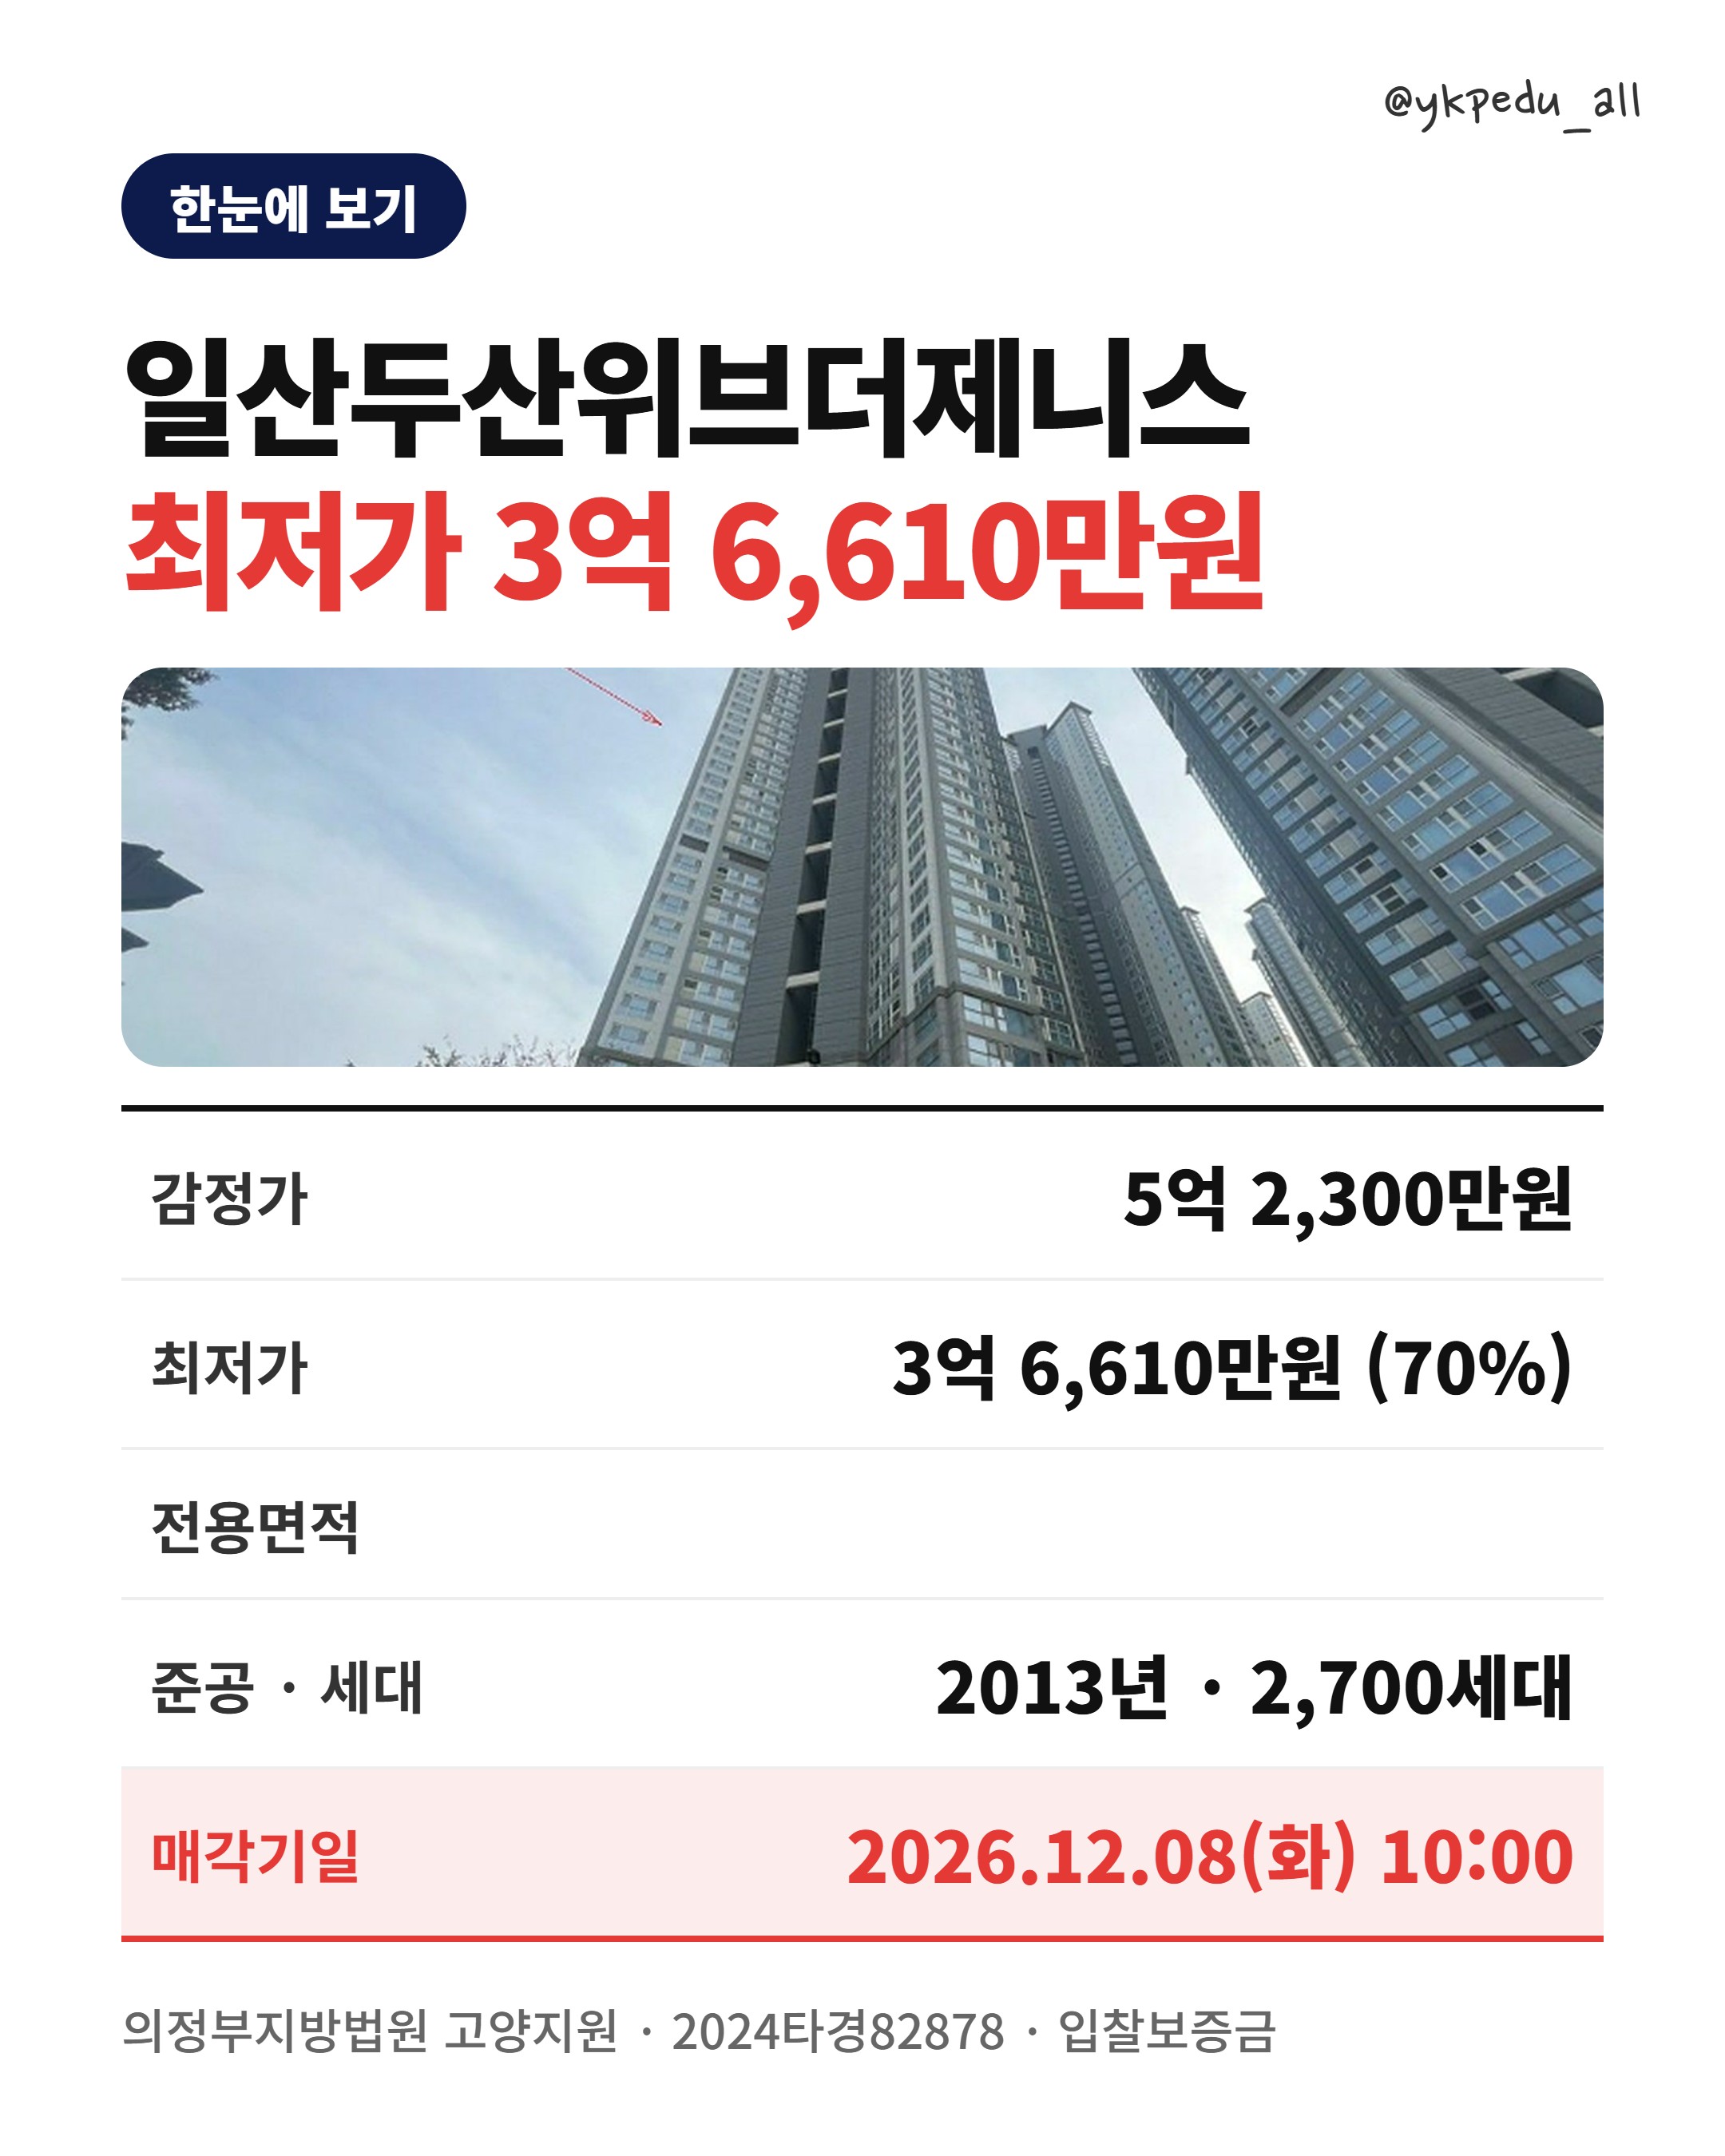 @ykpedu_all
한눈에 보기
일산두산위브더제니스
최저가 3억 6,610만원
감정가 5억 2,300만원
최저가 3억 6,610만원 (70%)
전용면적
준공 · 세대 2013년 · 2,700세대
매각기일 2026.12.08(화) 10:00
의정부지방법원 고양지원 · 2024타경82878 · 입찰보증금